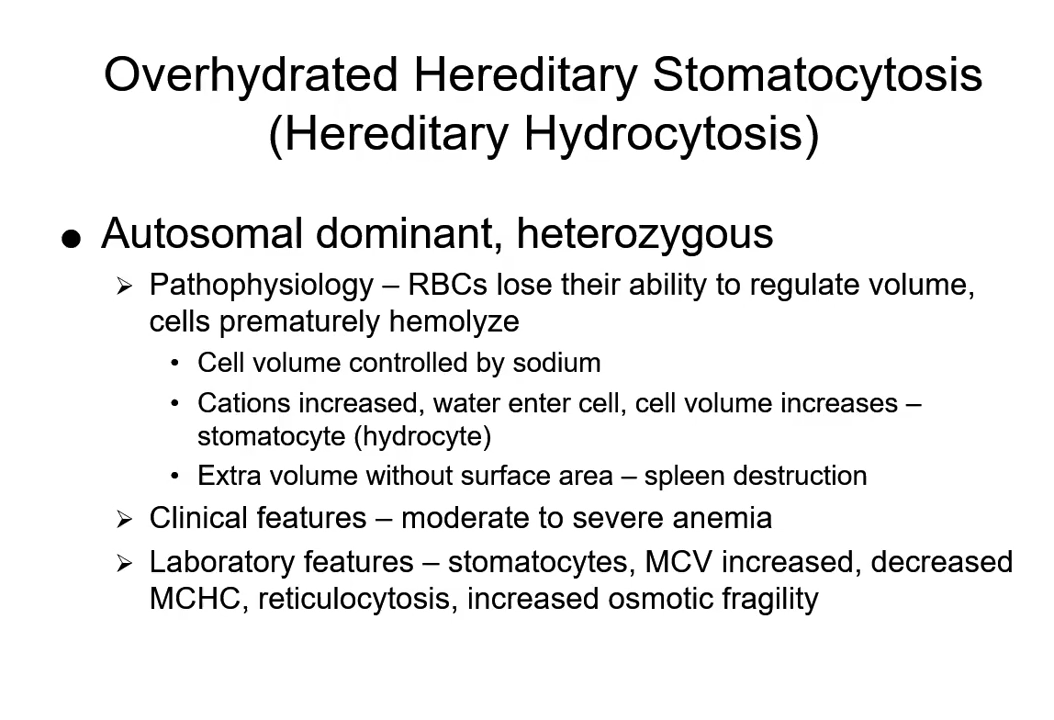 Overhydrated Hereditary Stomatocytosis
(Hereditary Hydrocytosis)
● Autosomal dominant, heterozygous
➢ Pathophysiology – RBCs lose their ability to regulate volume,
cells prematurely hemolyze
• Cell volume controlled by sodium
• Cations increased, water enter cell, cell volume increases –
stomatocyte (hydrocyte)
• Extra volume without surface area – spleen destruction
➢ Clinical features – moderate to severe anemia
➢ Laboratory features – stomatocytes, MCV increased, decreased
MCHC, reticulocytosis, increased osmotic fragility